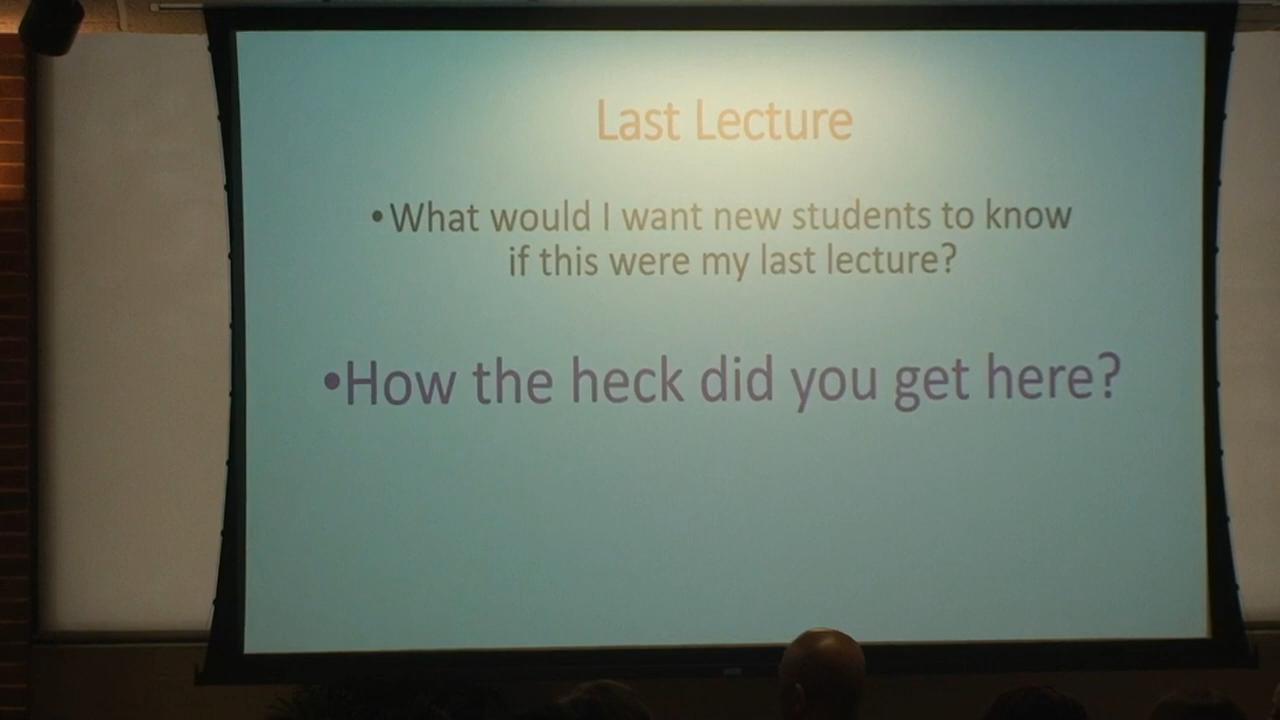 Last Lecture
•What would I want new students to know
if this were my last lecture?
•How the heck did you get here?